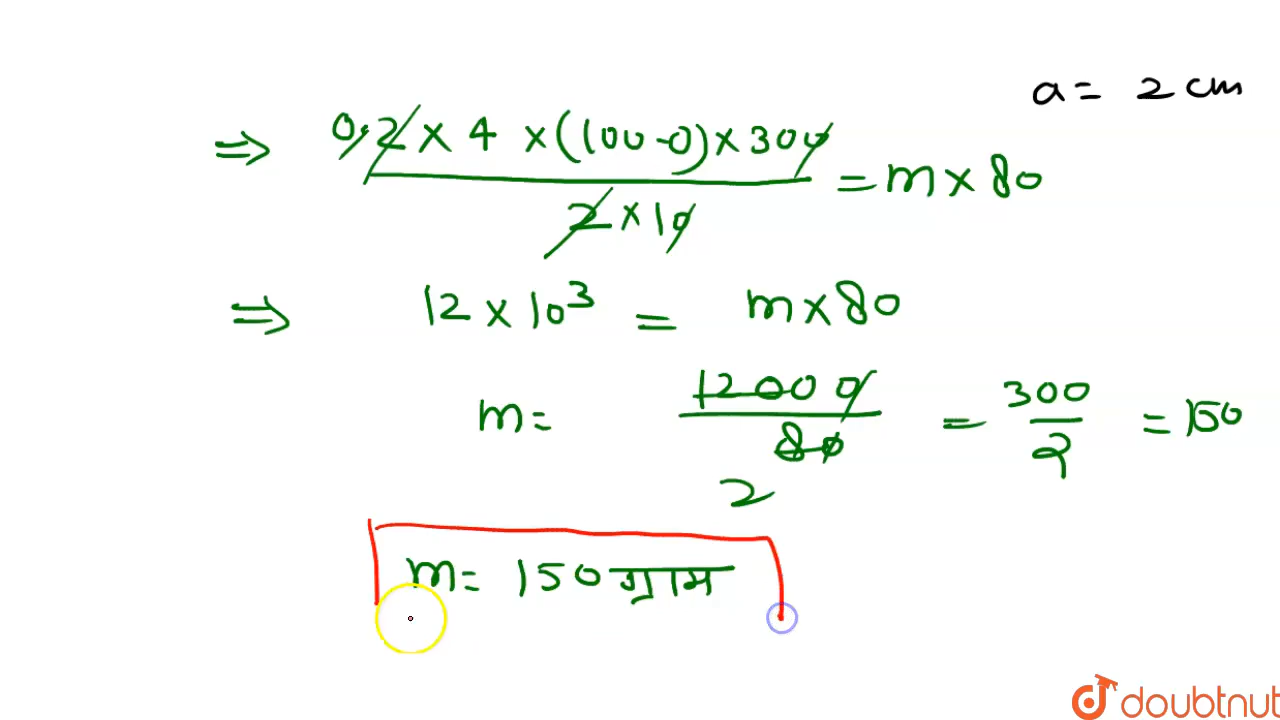 a = 2 cm
⇒ 0.2 × 4 × (100-0) × 300 / 2 × 10 = m × 80
⇒ 12 × 10³ = m × 80
m = 12000 / 80 = 300 / 2 = 150
2
m = 150 ग्राम
doubtnut